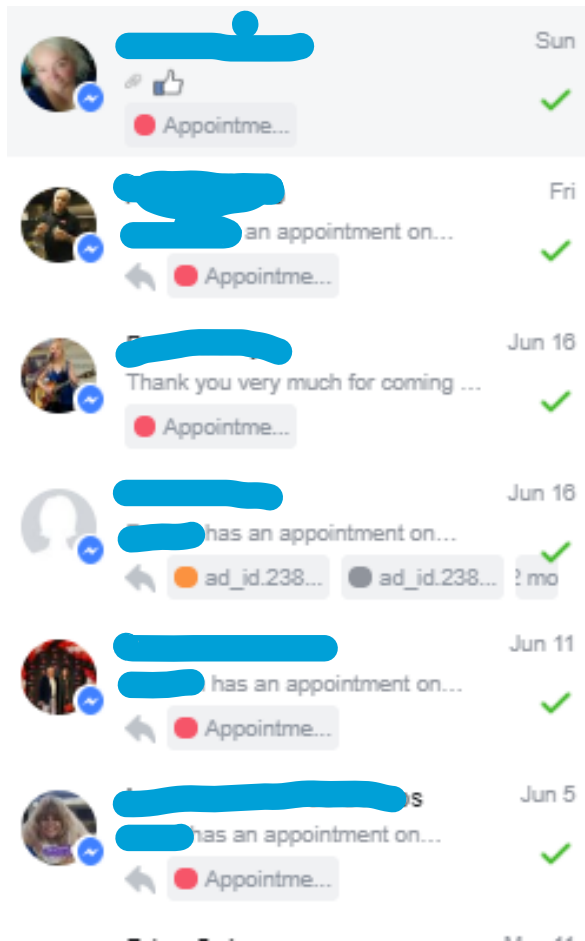 Sun
Appointme...
Fri
an appointment on...
Appointme...
Jun 16
Thank you very much for coming ...
Appointme...
Jun 16
has an appointment on...
ad_id.238... ad_id.238... 2 mo
Jun 11
has an appointment on...
Appointme...
Jun 5
has an appointment on...
Appointme...